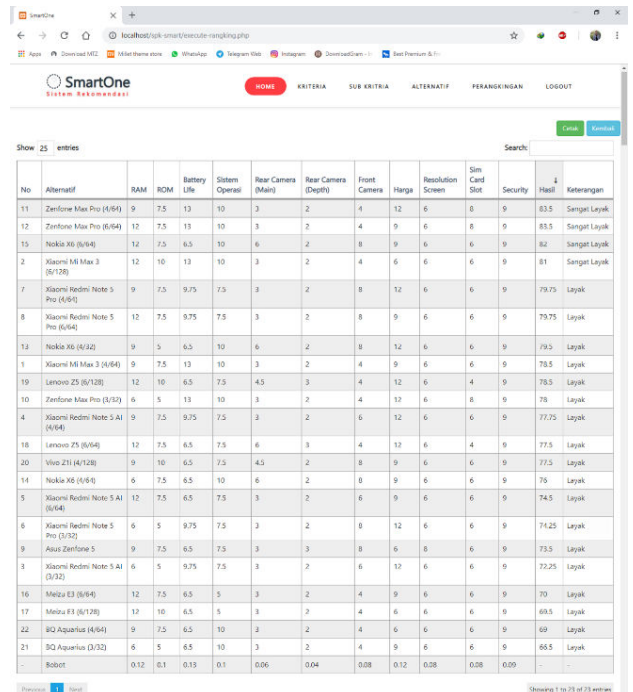 SmartOne
localhost/spk-smart/execute-rangking.php
Apps Download MTZ Millet theme store WhatsApp Telegram Web Instagram
SmartOne
Sistem Rekomendasi
HOME KRITERIA SUB KRITRIA ALTERNATIF PERANGKINGAN LOGOUT
Cetak Kembali
Show 25 entries Search:
No Alternatif RAM ROM Battery Life Sistem Operasi Rear Camera (Main) Rear Camera (Depth) Front Camera Harga Resolution Screen Sim Card Slot Security Hasil Keterangan
11 Zenfone Max Pro (4/64) 9 7.5 13 10 3 2 4 12 6 8 9 83.5 Sangat Layak
12 Zenfone Max Pro (6/64) 12 7.5 13 10 3 2 4 9 6 8 9 83.5 Sangat Layak
15 Nokia X6 (6/64) 12 7.5 6.5 10 6 2 8 9 6 6 9 82 Sangat Layak
2 Xiaomi Mi Max 3 (6/128) 12 10 13 10 3 2 4 6 6 6 9 81 Sangat Layak
7 Xiaomi Redmi Note 5 Pro (4/64) 9 7.5 9.75 7.5 3 2 8 12 6 6 9 79.75 Layak
8 Xiaomi Redmi Note 5 Pro (6/64) 12 7.5 9.75 7.5 3 2 8 9 6 6 9 79.75 Layak
13 Nokia X6 (4/32) 9 5 6.5 10 6 2 8 12 6 6 9 79.5 Layak
1 Xiaomi Mi Max 3 (4/64) 9 7.5 13 10 3 2 4 9 6 6 9 78.5 Layak
19 Lenovo Z5 (6/128) 12 10 6.5 7.5 4.5 3 4 12 6 4 9 78.5 Layak
10 Zenfone Max Pro (3/32) 6 5 13 10 3 2 4 12 6 8 9 78 Layak
4 Xiaomi Redmi Note 5 AI (4/64) 9 7.5 9.75 7.5 3 2 6 12 6 6 9 77.75 Layak
18 Lenovo Z5 (6/64) 12 7.5 6.5 7.5 6 3 4 12 6 4 9 77.5 Layak
20 Vivo Z1i (4/128) 9 10 6.5 7.5 4.5 2 8 9 6 6 9 77.5 Layak
14 Nokia X6 (4/64) 6 7.5 6.5 10 6 2 8 9 6 6 9 76 Layak
5 Xiaomi Redmi Note 5 AI (6/64) 12 7.5 6.5 7.5 3 2 6 9 6 6 9 74.5 Layak
6 Xiaomi Redmi Note 5 Pro (3/32) 6 5 9.75 7.5 3 2 8 12 6 6 9 74.25 Layak
9 Asus Zenfone 5 9 7.5 6.5 7.5 3 3 8 6 8 6 9 73.5 Layak
3 Xiaomi Redmi Note 5 AI (3/32) 6 5 9.75 7.5 3 2 6 12 6 6 9 72.25 Layak
16 Meizu E3 (6/64) 12 7.5 6.5 5 3 2 4 9 6 6 9 70 Layak
17 Meizu E3 (6/128) 12 10 6.5 5 3 2 4 6 6 6 9 69.5 Layak
22 BQ Aquarius (4/64) 9 7.5 6.5 10 3 2 4 6 6 6 9 69 Layak
21 BQ Aquarius (3/32) 6 5 6.5 10 3 2 4 9 6 6 9 66.5 Layak
- Bobot 0.12 0.1 0.13 0.1 0.06 0.04 0.08 0.12 0.08 0.08 0.09 - -
Previous 1 Next Showing 1 to 23 of 23 entries